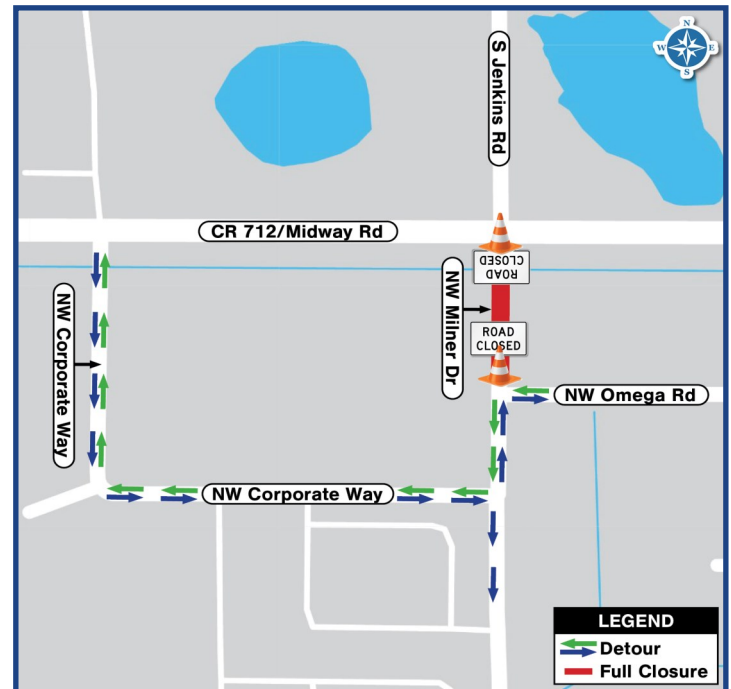 N
W
E
S
S Jenkins Rd
CR 712/Midway Rd
ROAD
CLOSED
NW Milner Dr
ROAD
CLOSED
NW Corporate Way
NW Omega Rd
NW Corporate Way
LEGEND
Detour
Full Closure